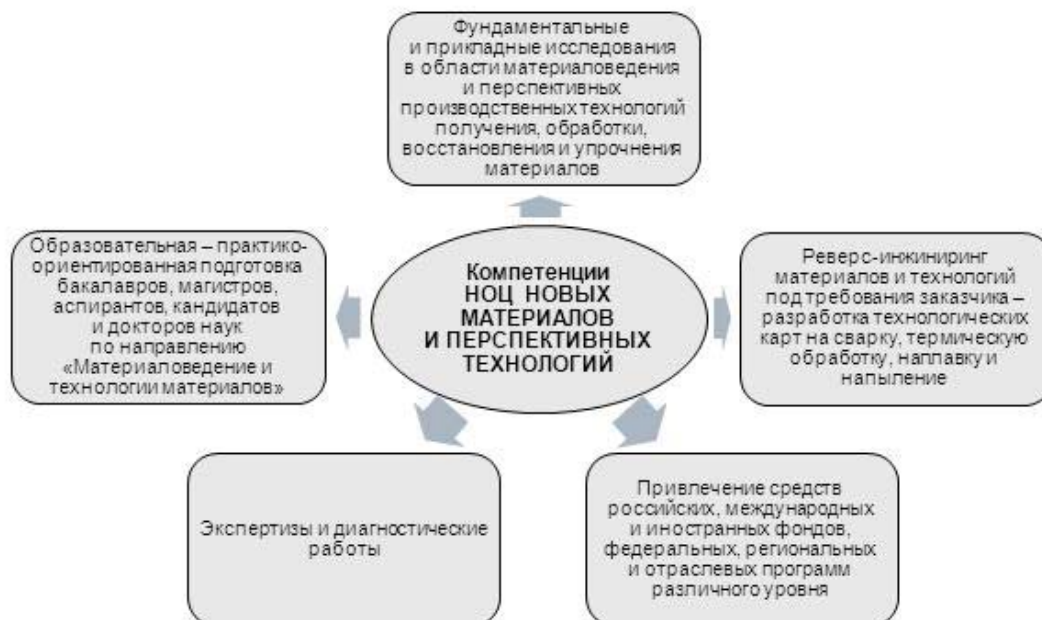 Фундаментальные
и прикладные исследования
в области материаловедения
и перспективных
производственных технологий
получения, обработки,
восстановления и упрочнения
материалов
Образовательная – практико-
ориентированная подготовка
бакалавров, магистров,
аспирантов, кандидатов
и докторов наук
по направлению
«Материаловедение и
технологии материалов»
Компетенции
НОЦ НОВЫХ
МАТЕРИАЛОВ
И ПЕРСПЕКТИВНЫХ
ТЕХНОЛОГИЙ
Реверс-инжиниринг
материалов и технологий
под требования заказчика –
разработка технологических
карт на сварку, термическую
обработку, наплавку и
напыление
Экспертизы и диагностические
работы
Привлечение средств
российских, международных
и иностранных фондов,
федеральных, региональных
и отраслевых программ
различного уровня